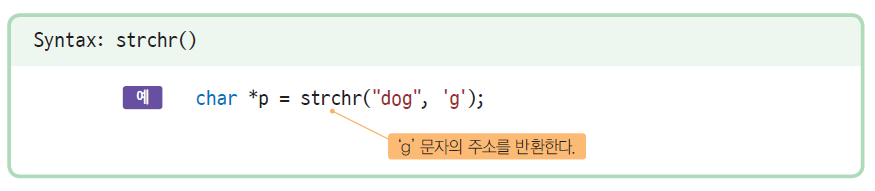 Syntax: strchr()
예 char *p = strchr("dog", 'g');
‘g’ 문자의 주소를 반환한다.